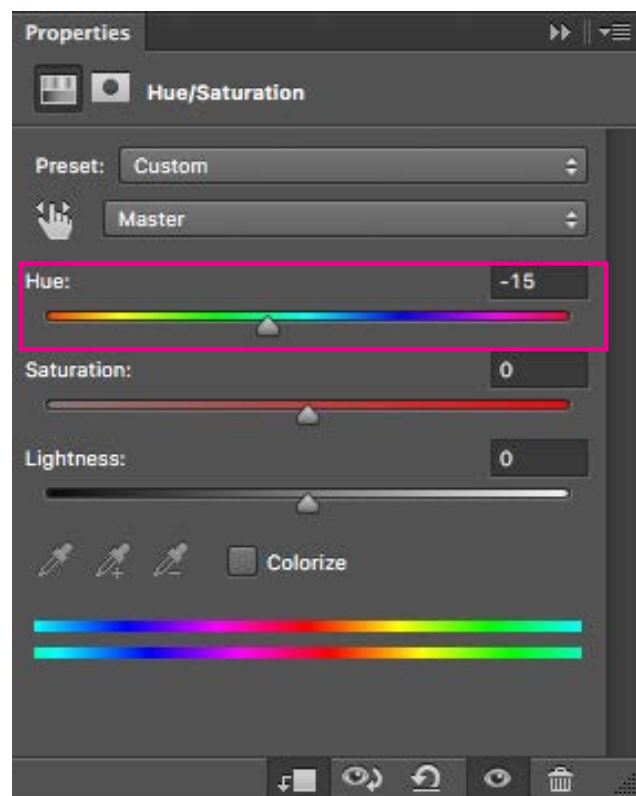 Properties
Hue/Saturation
Preset: Custom
Master
Hue: -15
Saturation: 0
Lightness: 0
Colorize